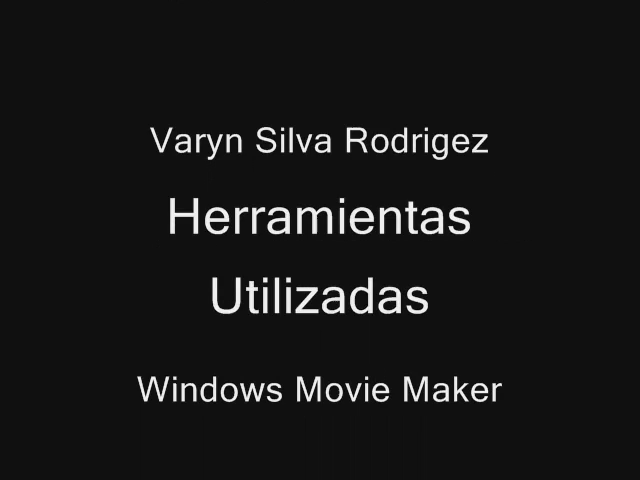 Varyn Silva Rodrigez
Herramientas
Utilizadas
Windows Movie Maker